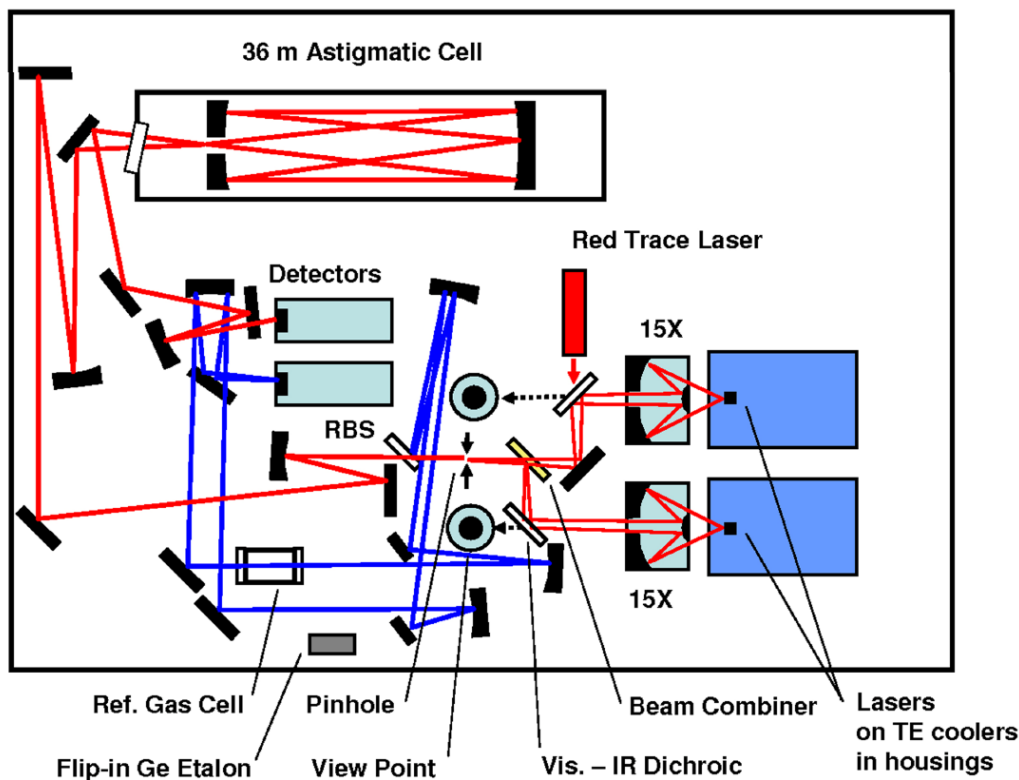 36 m Astigmatic Cell
Red Trace Laser
Detectors
15X
RBS
15X
Ref. Gas Cell
Pinhole
Beam Combiner
Lasers
on TE coolers
in housings
Flip-in Ge Etalon
View Point
Vis. – IR Dichroic